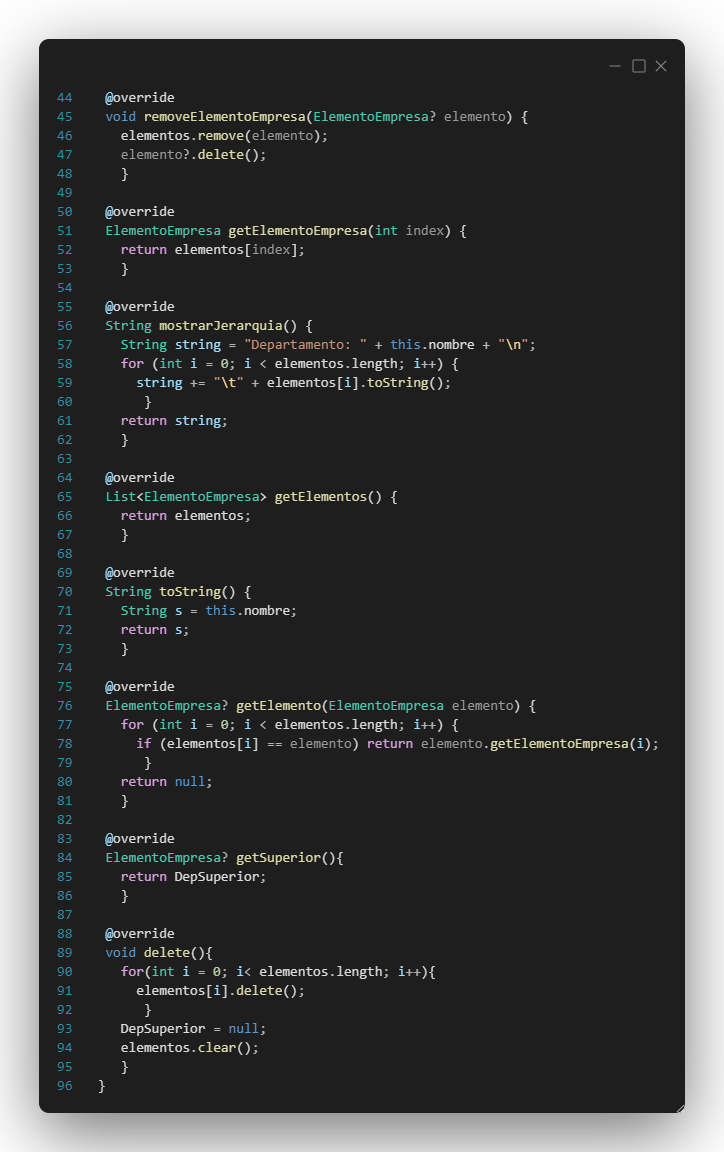 44 @override
45 void removeElementoEmpresa(ElementoEmpresa? elemento) {
46 elementos.remove(elemento);
47 elemento?.delete();
48 }
49
50 @override
51 ElementoEmpresa getElementoEmpresa(int index) {
52 return elementos[index];
53 }
54
55 @override
56 String mostrarJerarquia() {
57 String string = "Departamento: " + this.nombre + "\n";
58 for (int i = 0; i < elementos.length; i++) {
59 string += "\t" + elementos[i].toString();
60 }
61 return string;
62 }
63
64 @override
65 List<ElementoEmpresa> getElementos() {
66 return elementos;
67 }
68
69 @override
70 String toString() {
71 String s = this.nombre;
72 return s;
73 }
74
75 @override
76 ElementoEmpresa? getElemento(ElementoEmpresa elemento) {
77 for (int i = 0; i < elementos.length; i++) {
78 if (elementos[i] == elemento) return elemento.getElementoEmpresa(i);
79 }
80 return null;
81 }
82
83 @override
84 ElementoEmpresa? getSuperior(){
85 return DepSuperior;
86 }
87
88 @override
89 void delete(){
90 for(int i = 0; i< elementos.length; i++){
91 elementos[i].delete();
92 }
93 DepSuperior = null;
94 elementos.clear();
95 }
96 }